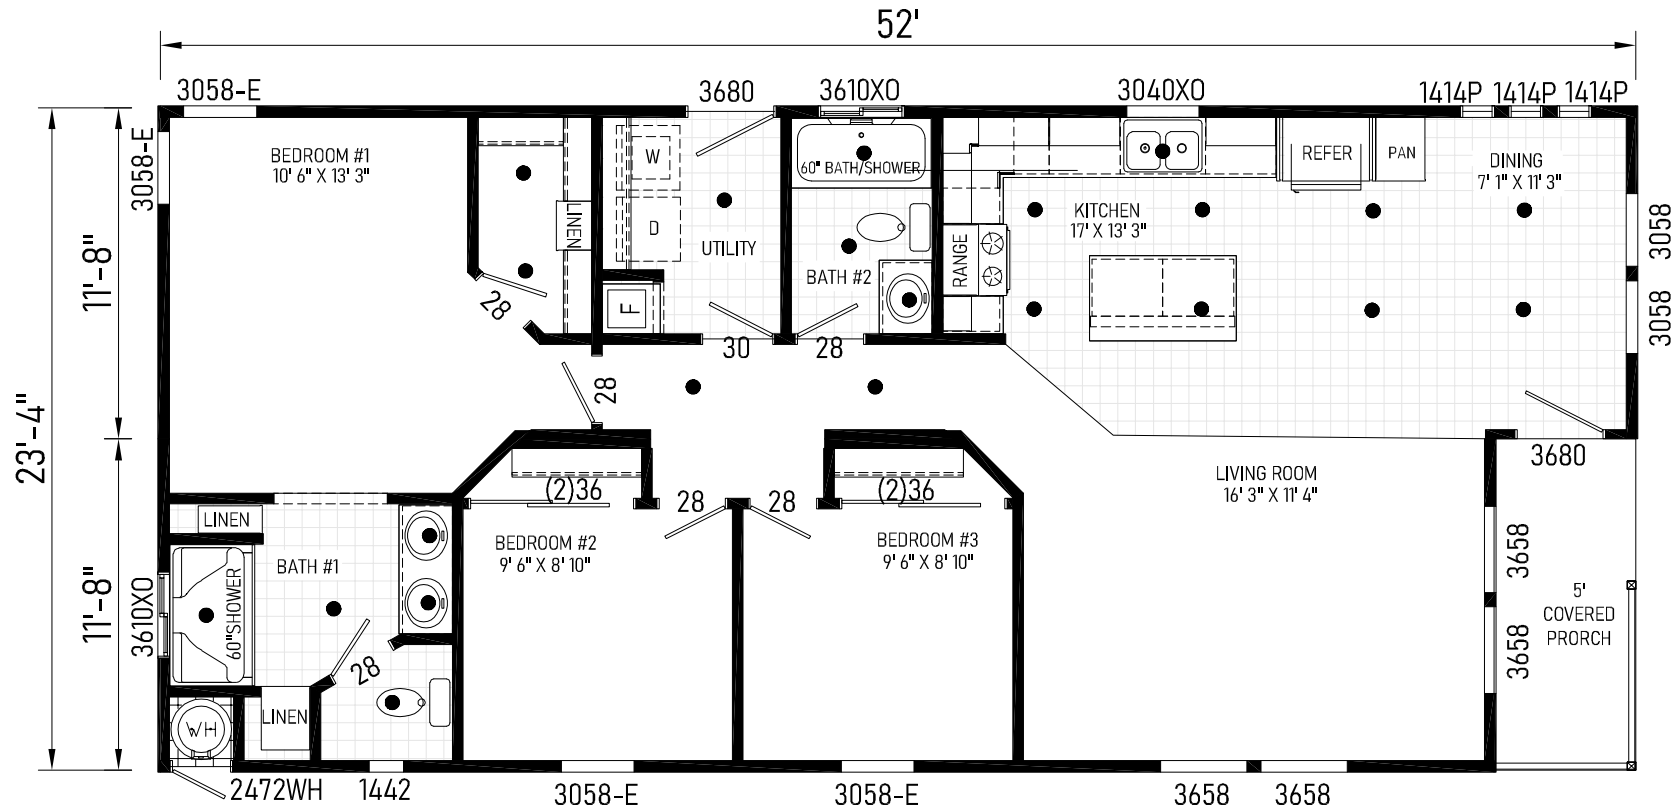 52'
3058-E
3680
3610XO
3040XO
1414P
1414P
1414P
3058-E
BEDROOM #1
10' 6" X 13' 3"
LINEN
28
W
D
UTILITY
F
30
60" BATH/SHOWER
BATH #2
28
REFER
PAN
DINING
7' 1" X 11' 3"
KITCHEN
17' X 13' 3"
RANGE
3058
3058
11'-8"
23'-4"
11'-8"
28
3680
LIVING ROOM
16' 3" X 11' 4"
(2)36
28
28
(2)36
BEDROOM #2
9' 6" X 8' 10"
BEDROOM #3
9' 6" X 8' 10"
LINEN
BATH #1
60"SHOWER
3610XO
28
LINEN
WH
3658
3658
5'
COVERED
PRORCH
2472WH
1442
3058-E
3058-E
3658
3658